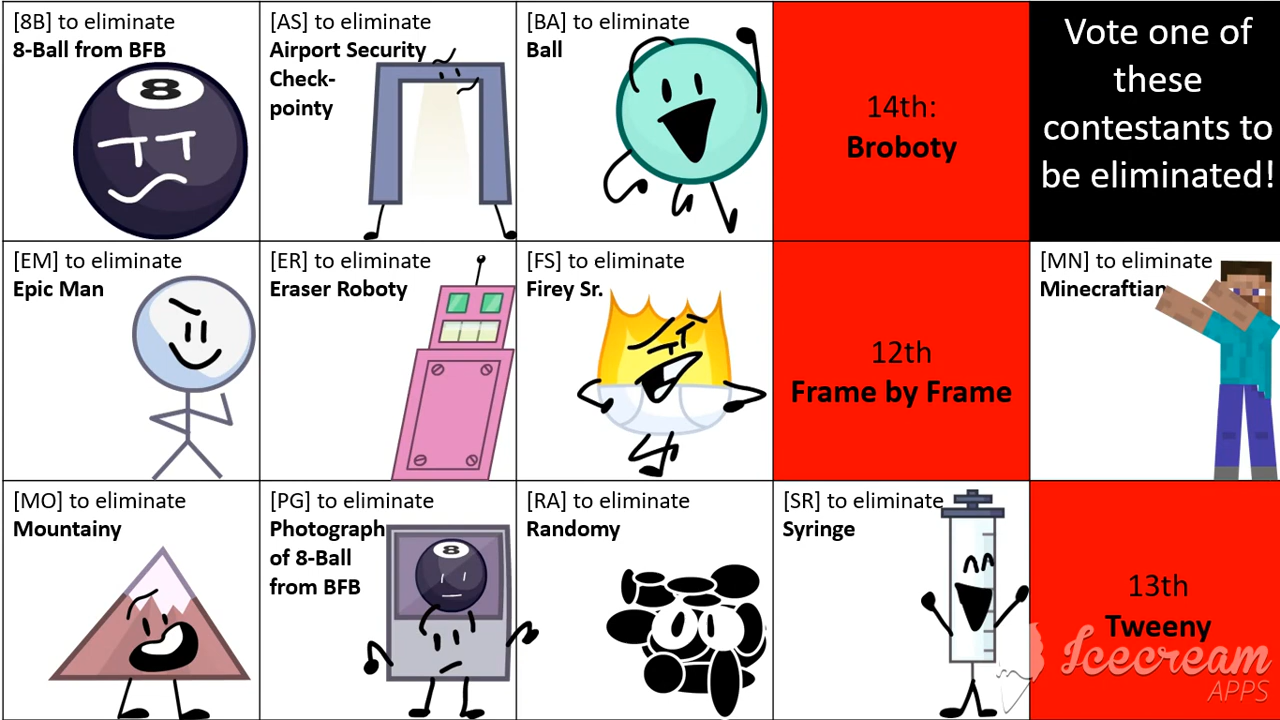 [8B] to eliminate
8-Ball from BFB
8
[AS] to eliminate
Airport Security
Check-
pointy
[BA] to eliminate
Ball
14th:
Broboty
Vote one of
these
contestants to
be eliminated!
[EM] to eliminate
Epic Man
[ER] to eliminate
Eraser Roboty
[FS] to eliminate
Firey Sr.
12th
Frame by Frame
[MN] to eliminate
Minecraftian
[MO] to eliminate
Mountainy
[PG] to eliminate
Photograph
of 8-Ball
from BFB
8
[RA] to eliminate
Randomy
[SR] to eliminate
Syringe
13th
Tweeny
Icecream
APPS